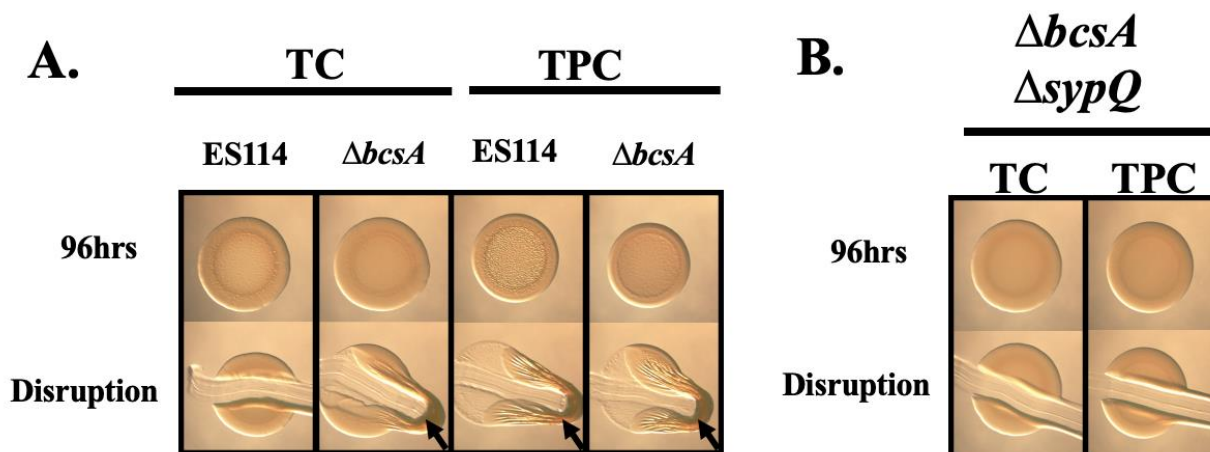 A.
TC TPC
ES114 ΔbcsA ES114 ΔbcsA
96hrs
Disruption
B.
ΔbcsA
ΔsypQ
TC TPC
96hrs
Disruption